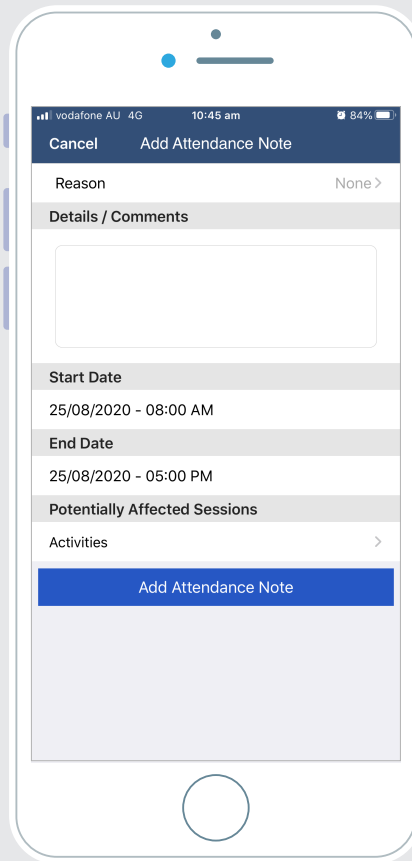 vodafone AU 4G 10:45 am 84%
Cancel Add Attendance Note
Reason None
Details / Comments
Start Date
25/08/2020 - 08:00 AM
End Date
25/08/2020 - 05:00 PM
Potentially Affected Sessions
Activities
Add Attendance Note